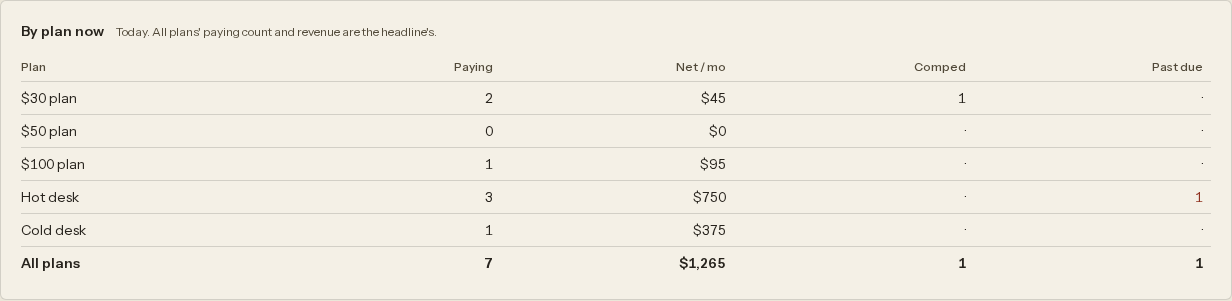 By plan now Today. All plans' paying count and revenue are the headline's.
Plan Paying Net / mo Comped Past due
$30 plan 2 $45 1 ·
$50 plan 0 $0 · ·
$100 plan 1 $95 · ·
Hot desk 3 $750 · 1
Cold desk 1 $375 · ·
All plans 7 $1,265 1 1